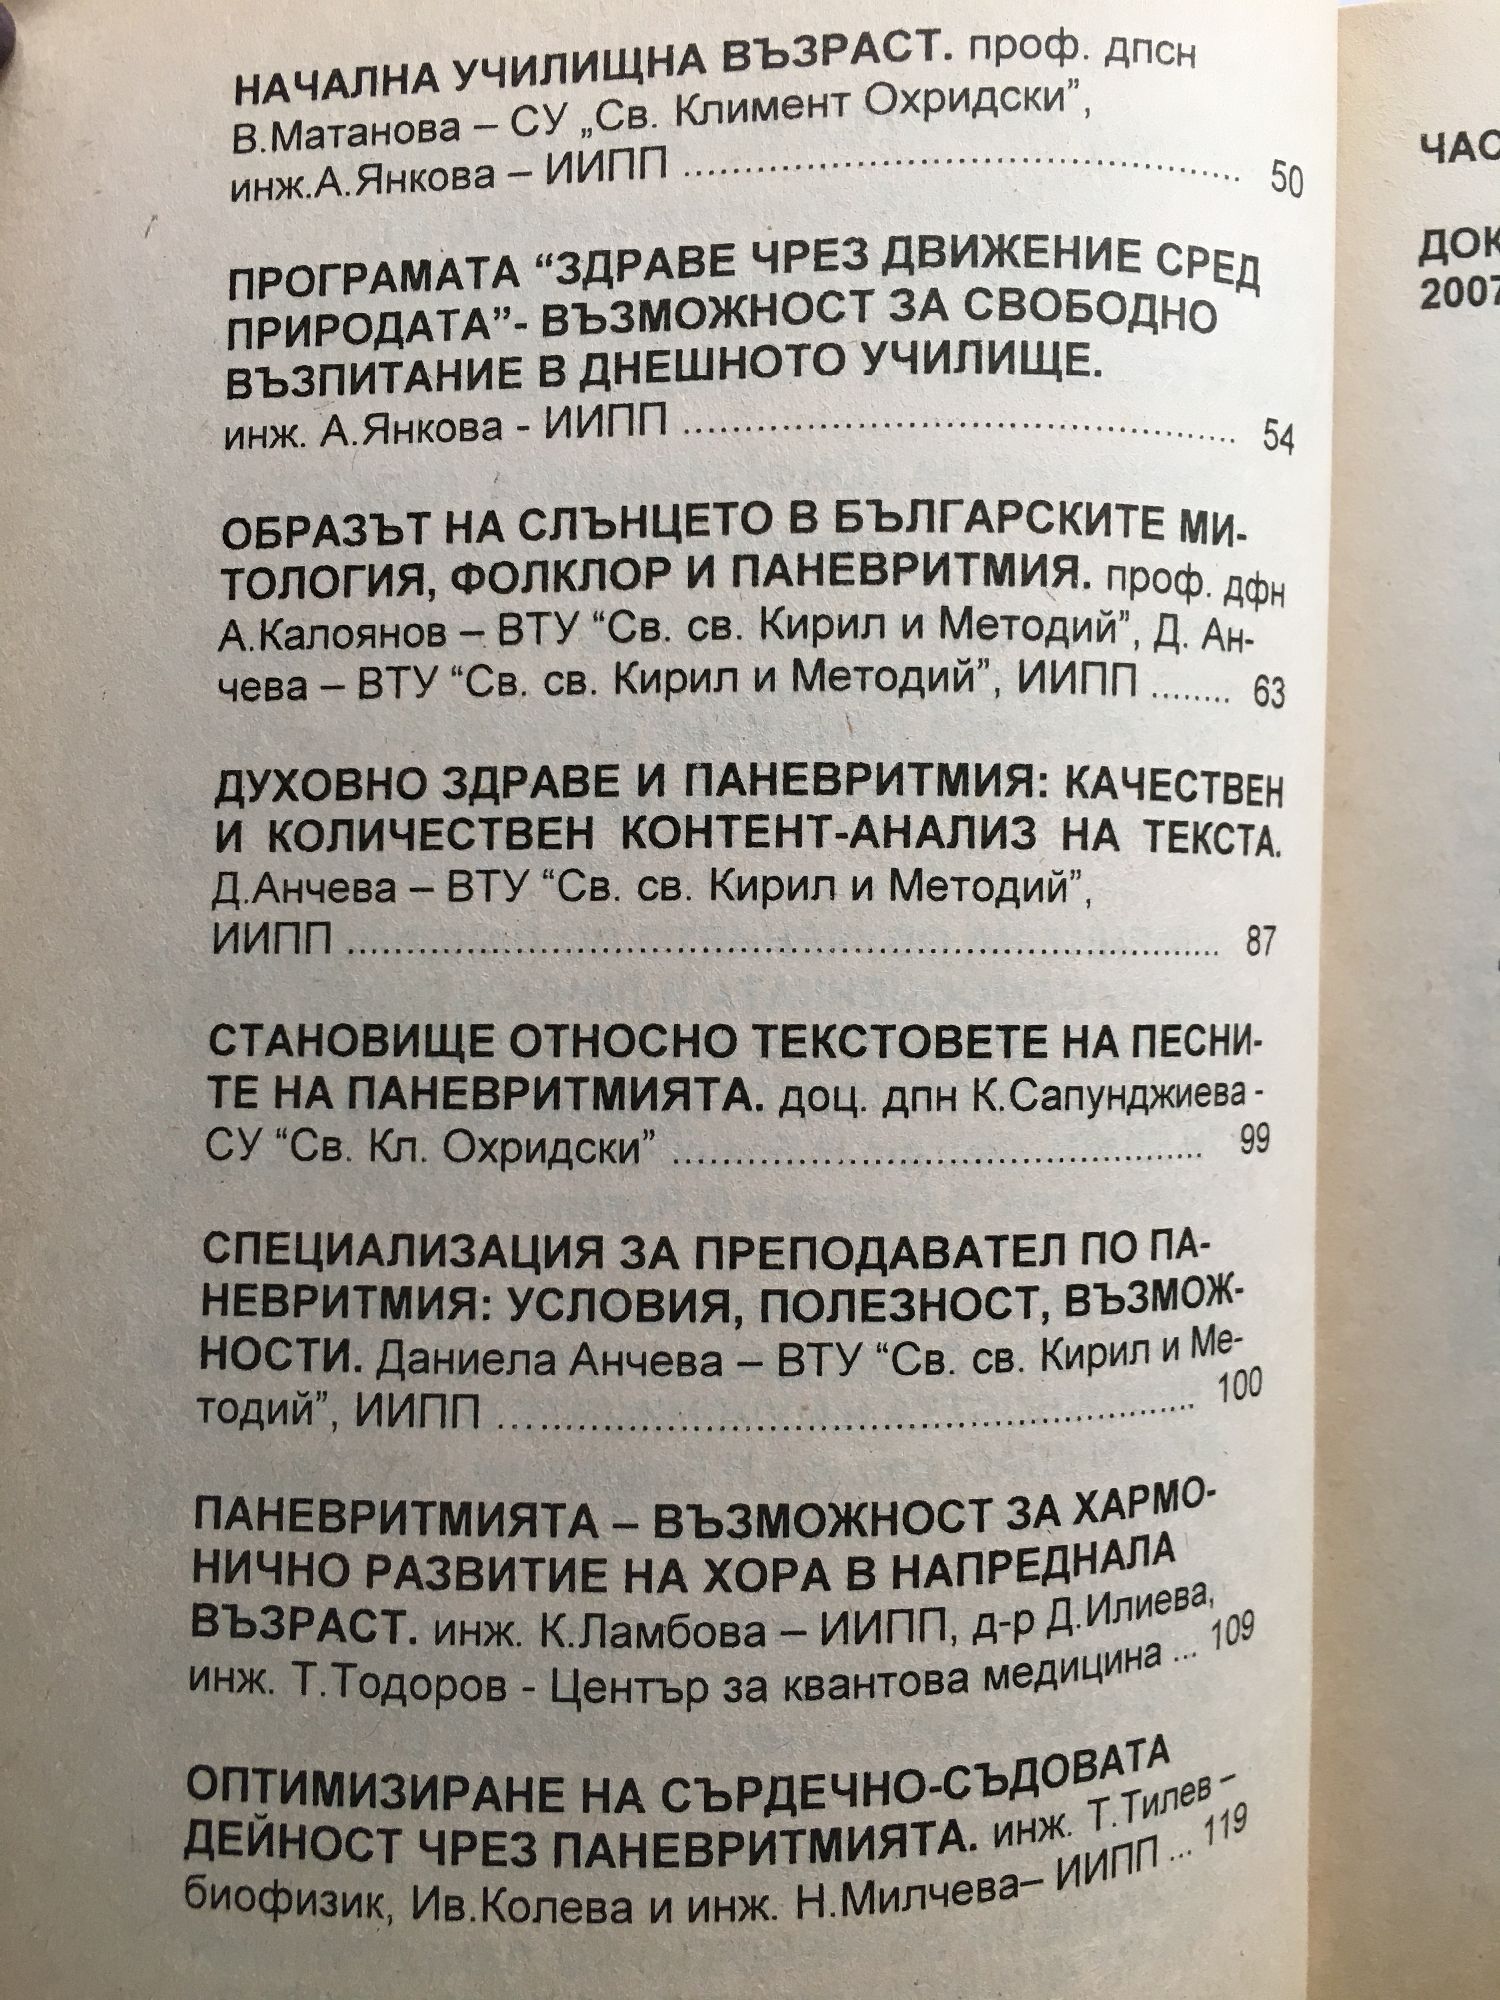 НАЧАЛНА УЧИЛИЩНА ВЪЗРАСТ. проф. дпсн
В.Матанова – СУ „Св. Климент Охридски”,
инж.А.Янкова – ИИПП ........................................................ 50
ПРОГРАМАТА “ЗДРАВЕ ЧРЕЗ ДВИЖЕНИЕ СРЕД
ПРИРОДАТА”- ВЪЗМОЖНОСТ ЗА СВОБОДНО
ВЪЗПИТАНИЕ В ДНЕШНОТО УЧИЛИЩЕ.
инж. А.Янкова - ИИПП ........................................................ 54
ОБРАЗЪТ НА СЛЪНЦЕТО В БЪЛГАРСКИТЕ МИ-
ТОЛОГИЯ, ФОЛКЛОР И ПАНЕВРИТМИЯ. проф. дфн
А.Калоянов – ВТУ “Св. св. Кирил и Методий”, Д. Ан-
чева – ВТУ “Св. св. Кирил и Методий”, ИИПП ........ 63
ДУХОВНО ЗДРАВЕ И ПАНЕВРИТМИЯ: КАЧЕСТВЕН
И КОЛИЧЕСТВЕН КОНТЕНТ-АНАЛИЗ НА ТЕКСТА.
Д.Анчева – ВТУ “Св. св. Кирил и Методий”,
ИИПП ........................................................................ 87
СТАНОВИЩЕ ОТНОСНО ТЕКСТОВЕТЕ НА ПЕСНИ-
ТЕ НА ПАНЕВРИТМИЯТА. доц. дпн К.Сапунджиева -
СУ “Св. Кл. Охридски” ................................................ 99
СПЕЦИАЛИЗАЦИЯ ЗА ПРЕПОДАВАТЕЛ ПО ПА-
НЕВРИТМИЯ: УСЛОВИЯ, ПОЛЕЗНОСТ, ВЪЗМОЖ-
НОСТИ. Даниела Анчева – ВТУ “Св. св. Кирил и Ме-
тодий”, ИИПП ............................................................ 100
ПАНЕВРИТМИЯТА – ВЪЗМОЖНОСТ ЗА ХАРМО-
НИЧНО РАЗВИТИЕ НА ХОРА В НАПРЕДНАЛА
ВЪЗРАСТ. инж. К.Ламбова – ИИПП, д-р Д.Илиева,
инж. Т.Тодоров - Център за квантова медицина ... 109
ОПТИМИЗИРАНЕ НА СЪРДЕЧНО-СЪДОВАТА
ДЕЙНОСТ ЧРЕЗ ПАНЕВРИТМИЯТА. инж. Т.Тилев –
биофизик, Ив.Колева и инж. Н.Милчева– ИИПП ... 119
ЧАС
ДОК
2007